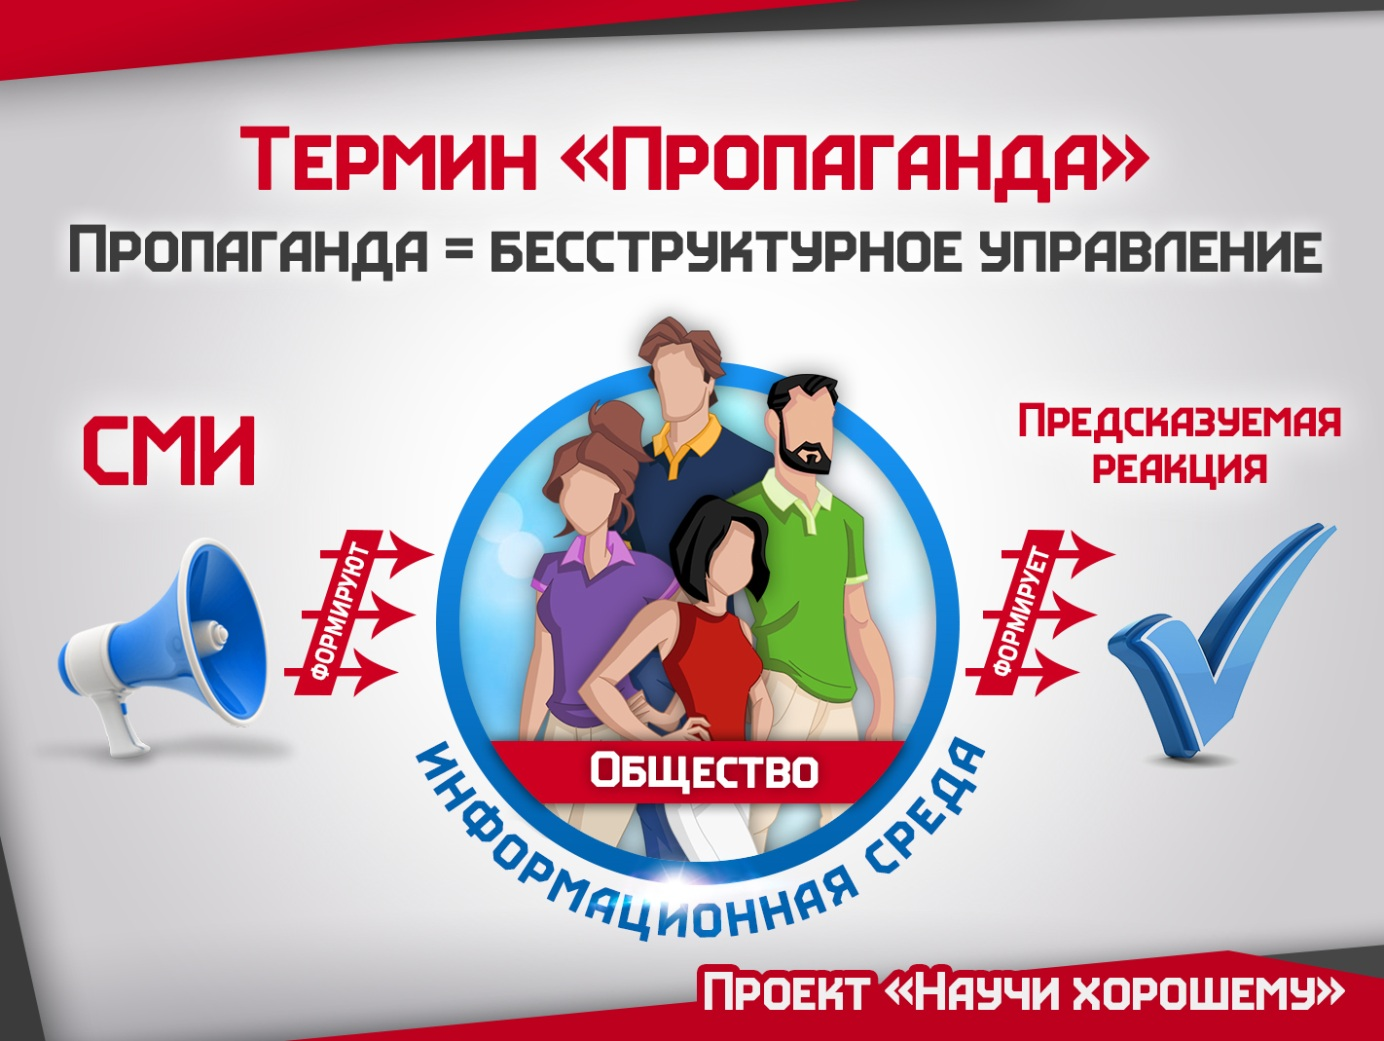 Термин «Пропаганда»
Пропаганда = бесструктурное управление
СМИ
формируют
Общество
информационная среда
формирует
Предсказуемая
реакция
Проект «Научи хорошему»